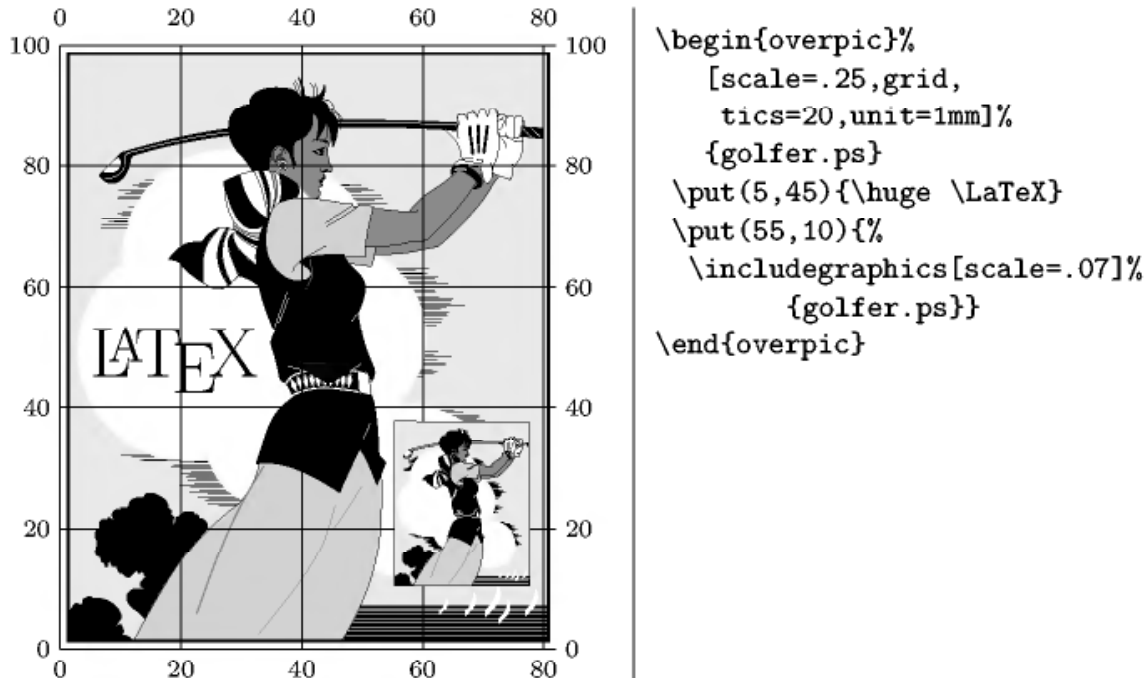 0 20 40 60 80
100 100
80 80
60 60
LATEX
40 40
20 20
0 0
0 20 40 60 80
\begin{overpic}%
[scale=.25,grid,
tics=20,unit=1mm]%
{golfer.ps}
\put(5,45){\huge \LaTeX}
\put(55,10){%
\includegraphics[scale=.07]%
{golfer.ps}}
\end{overpic}